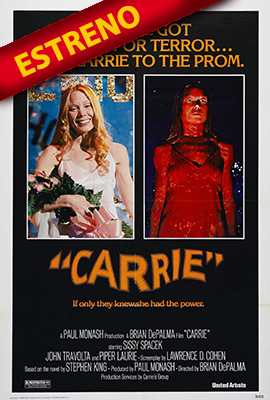 ESTRENO
GOT
OR TERROR...
CARRIE TO THE PROM.
"CARRIE"
If only they knew she had the power.
A PAUL MONASH Production A BRIAN DePALMA Film "CARRIE"
starring SISSY SPACEK
JOHN TRAVOLTA and PIPER LAURIE · Screenplay by LAWRENCE D. COHEN
Based on the novel by STEPHEN KING · Produced by PAUL MONASH · Directed by BRIAN DePALMA
United Artists